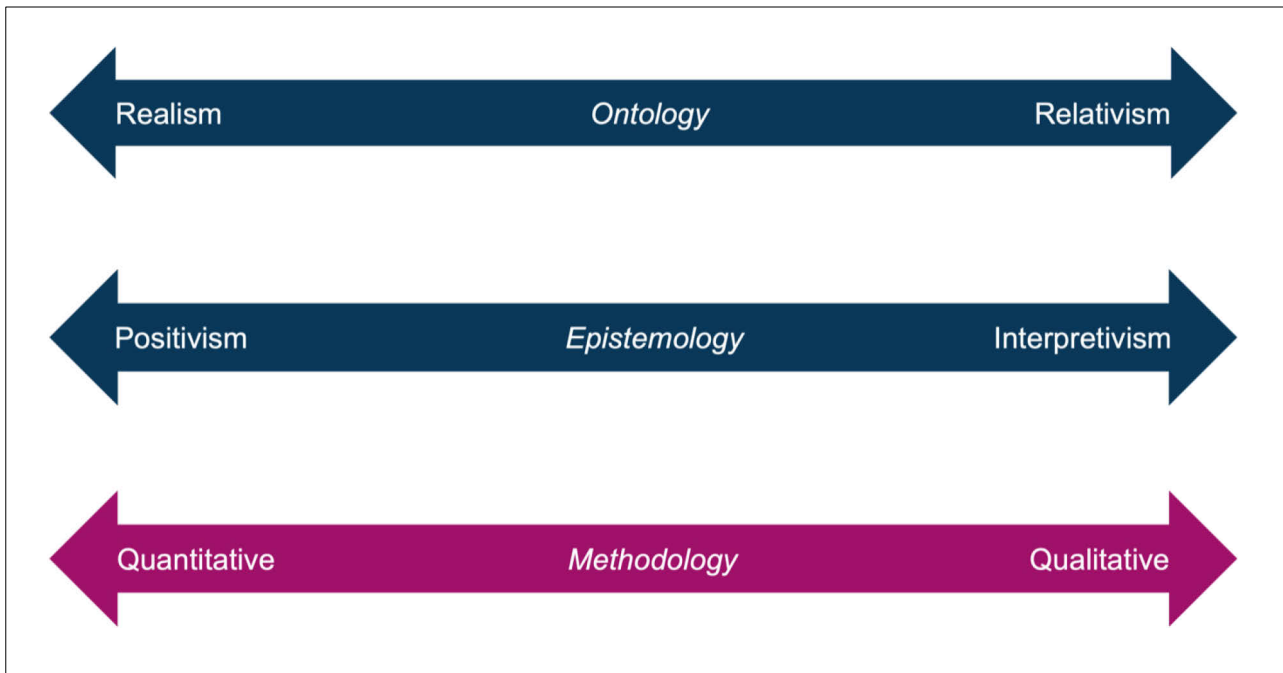 Realism Ontology Relativism
Positivism Epistemology Interpretivism
Quantitative Methodology Qualitative